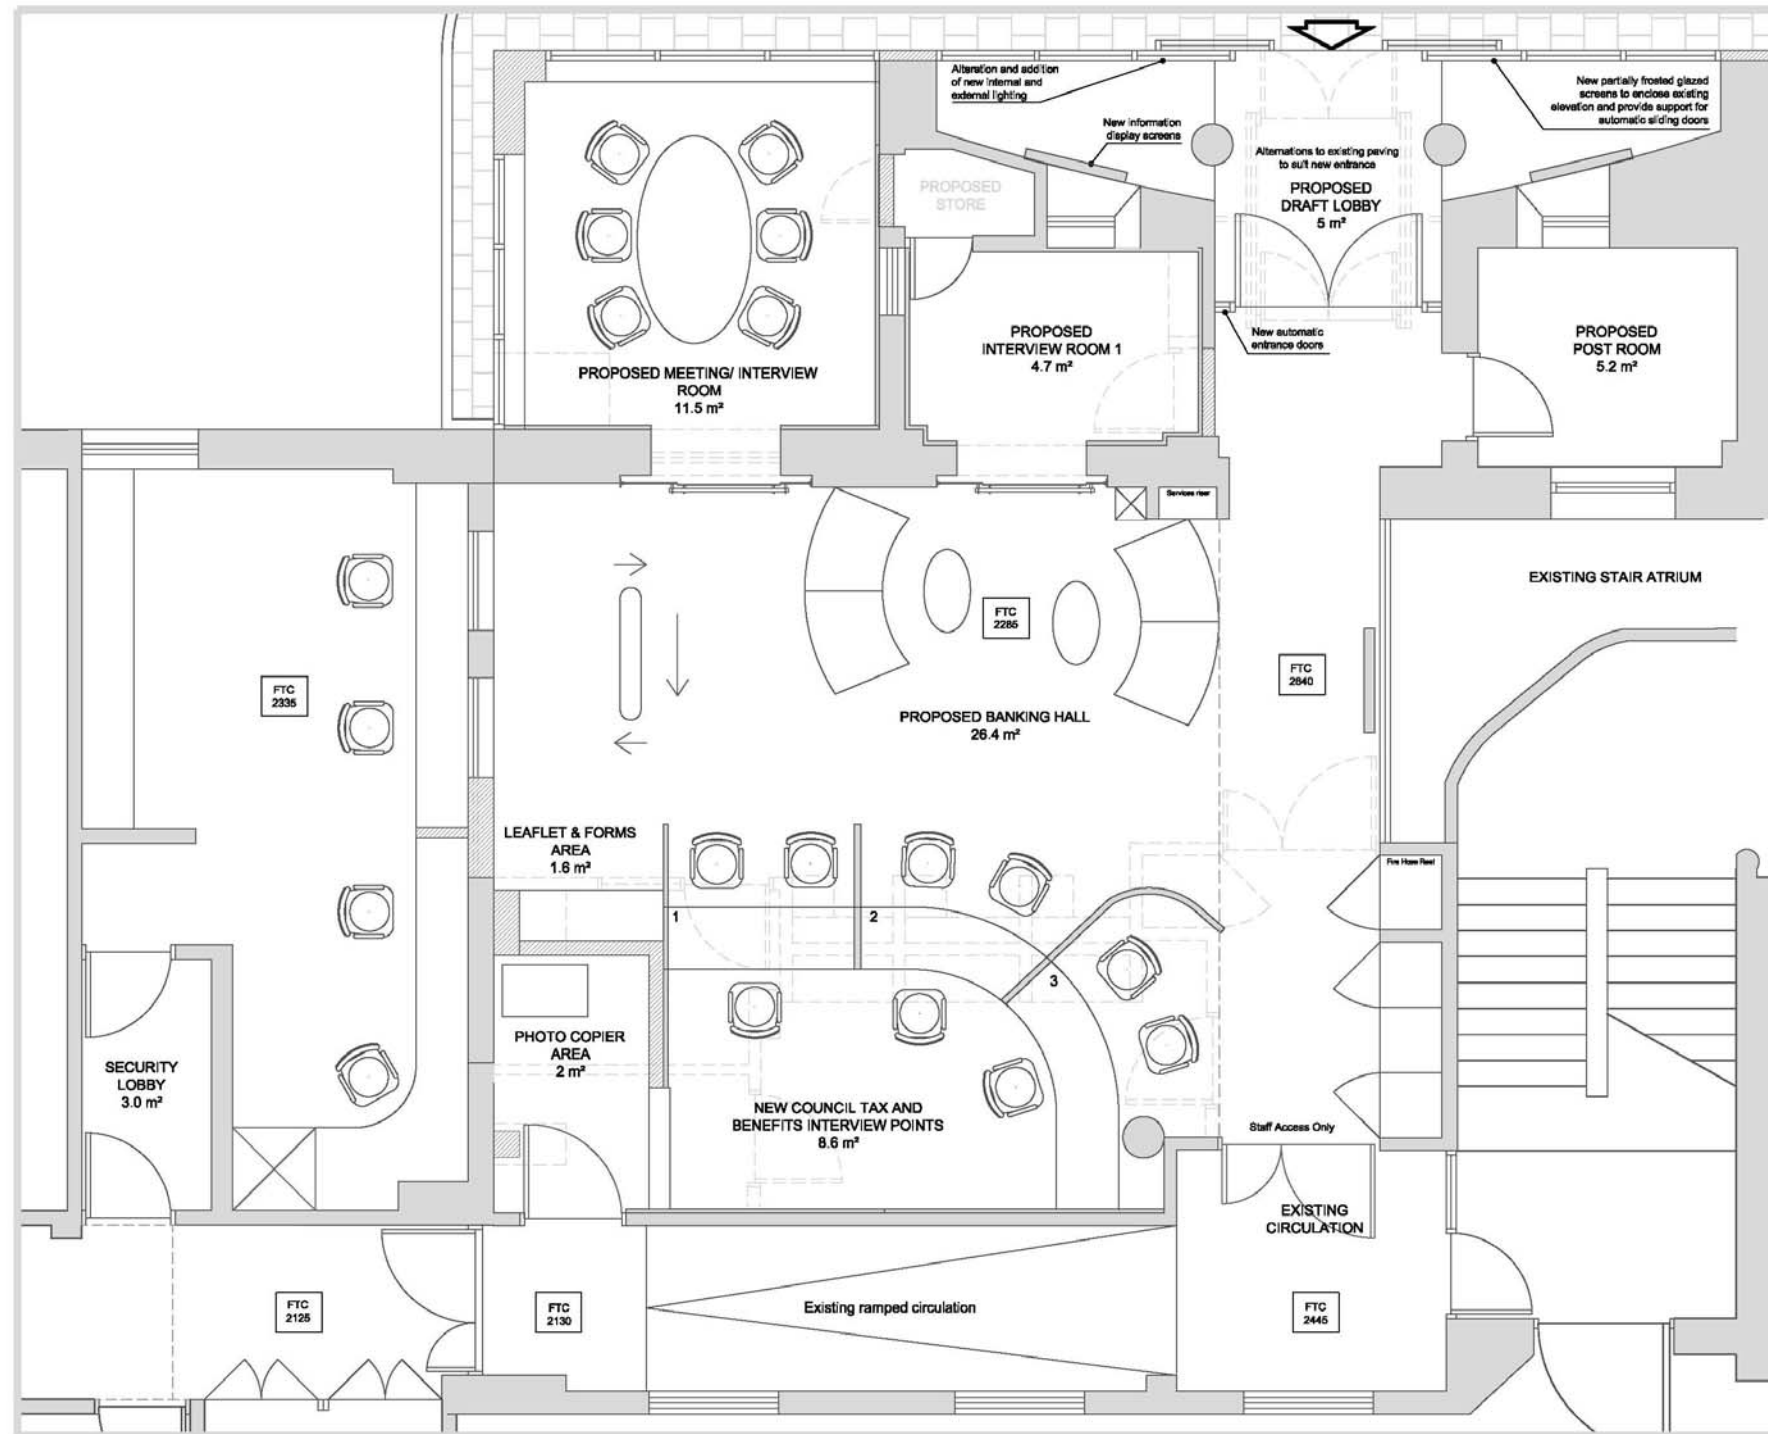 Alteration and addition
of new internal and
external lighting
New information
display screens
New partially frosted glazed
screens to enclose existing
elevation and provide support for
automatic sliding doors
Alternations to existing paving
to suit new entrance
PROPOSED
DRAFT LOBBY
5 m²
PROPOSED
STORE
New automatic
entrance doors
PROPOSED
INTERVIEW ROOM 1
4.7 m²
PROPOSED
POST ROOM
5.2 m²
PROPOSED MEETING/ INTERVIEW
ROOM
11.5 m²
Services riser
EXISTING STAIR ATRIUM
FTC
2285
FTC
2335
FTC
2640
PROPOSED BANKING HALL
26.4 m²
LEAFLET & FORMS
AREA
1.6 m²
Fire Hose Reel
1
2
3
PHOTO COPIER
AREA
2 m²
SECURITY
LOBBY
3.0 m²
NEW COUNCIL TAX AND
BENEFITS INTERVIEW POINTS
8.6 m²
Staff Access Only
EXISTING
CIRCULATION
FTC
2125
FTC
2130
Existing ramped circulation
FTC
2445